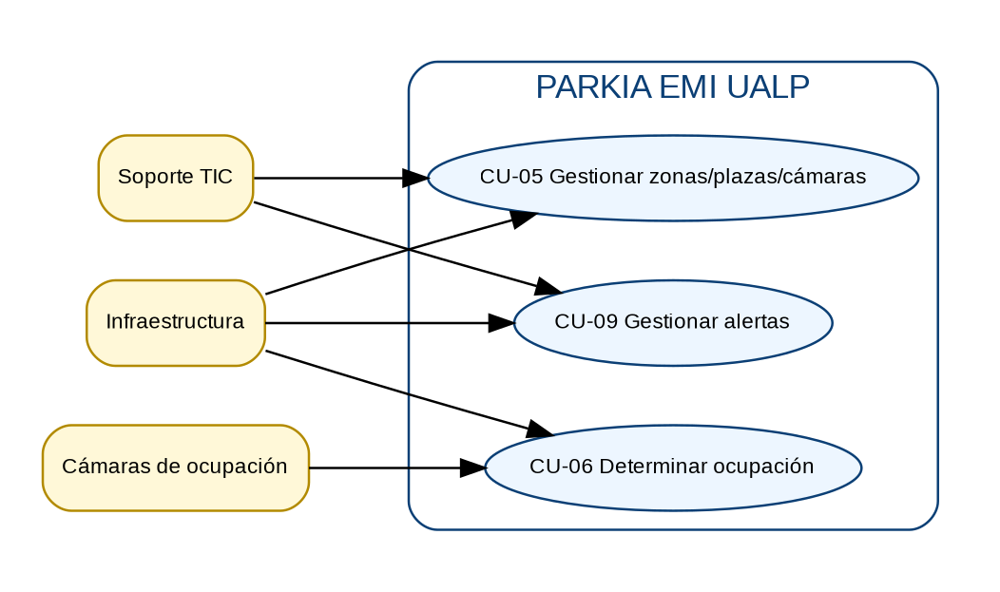 PARKIA EMI UALP
Soporte TIC
CU-05 Gestionar zonas/plazas/cámaras
Infraestructura
CU-09 Gestionar alertas
Cámaras de ocupación
CU-06 Determinar ocupación